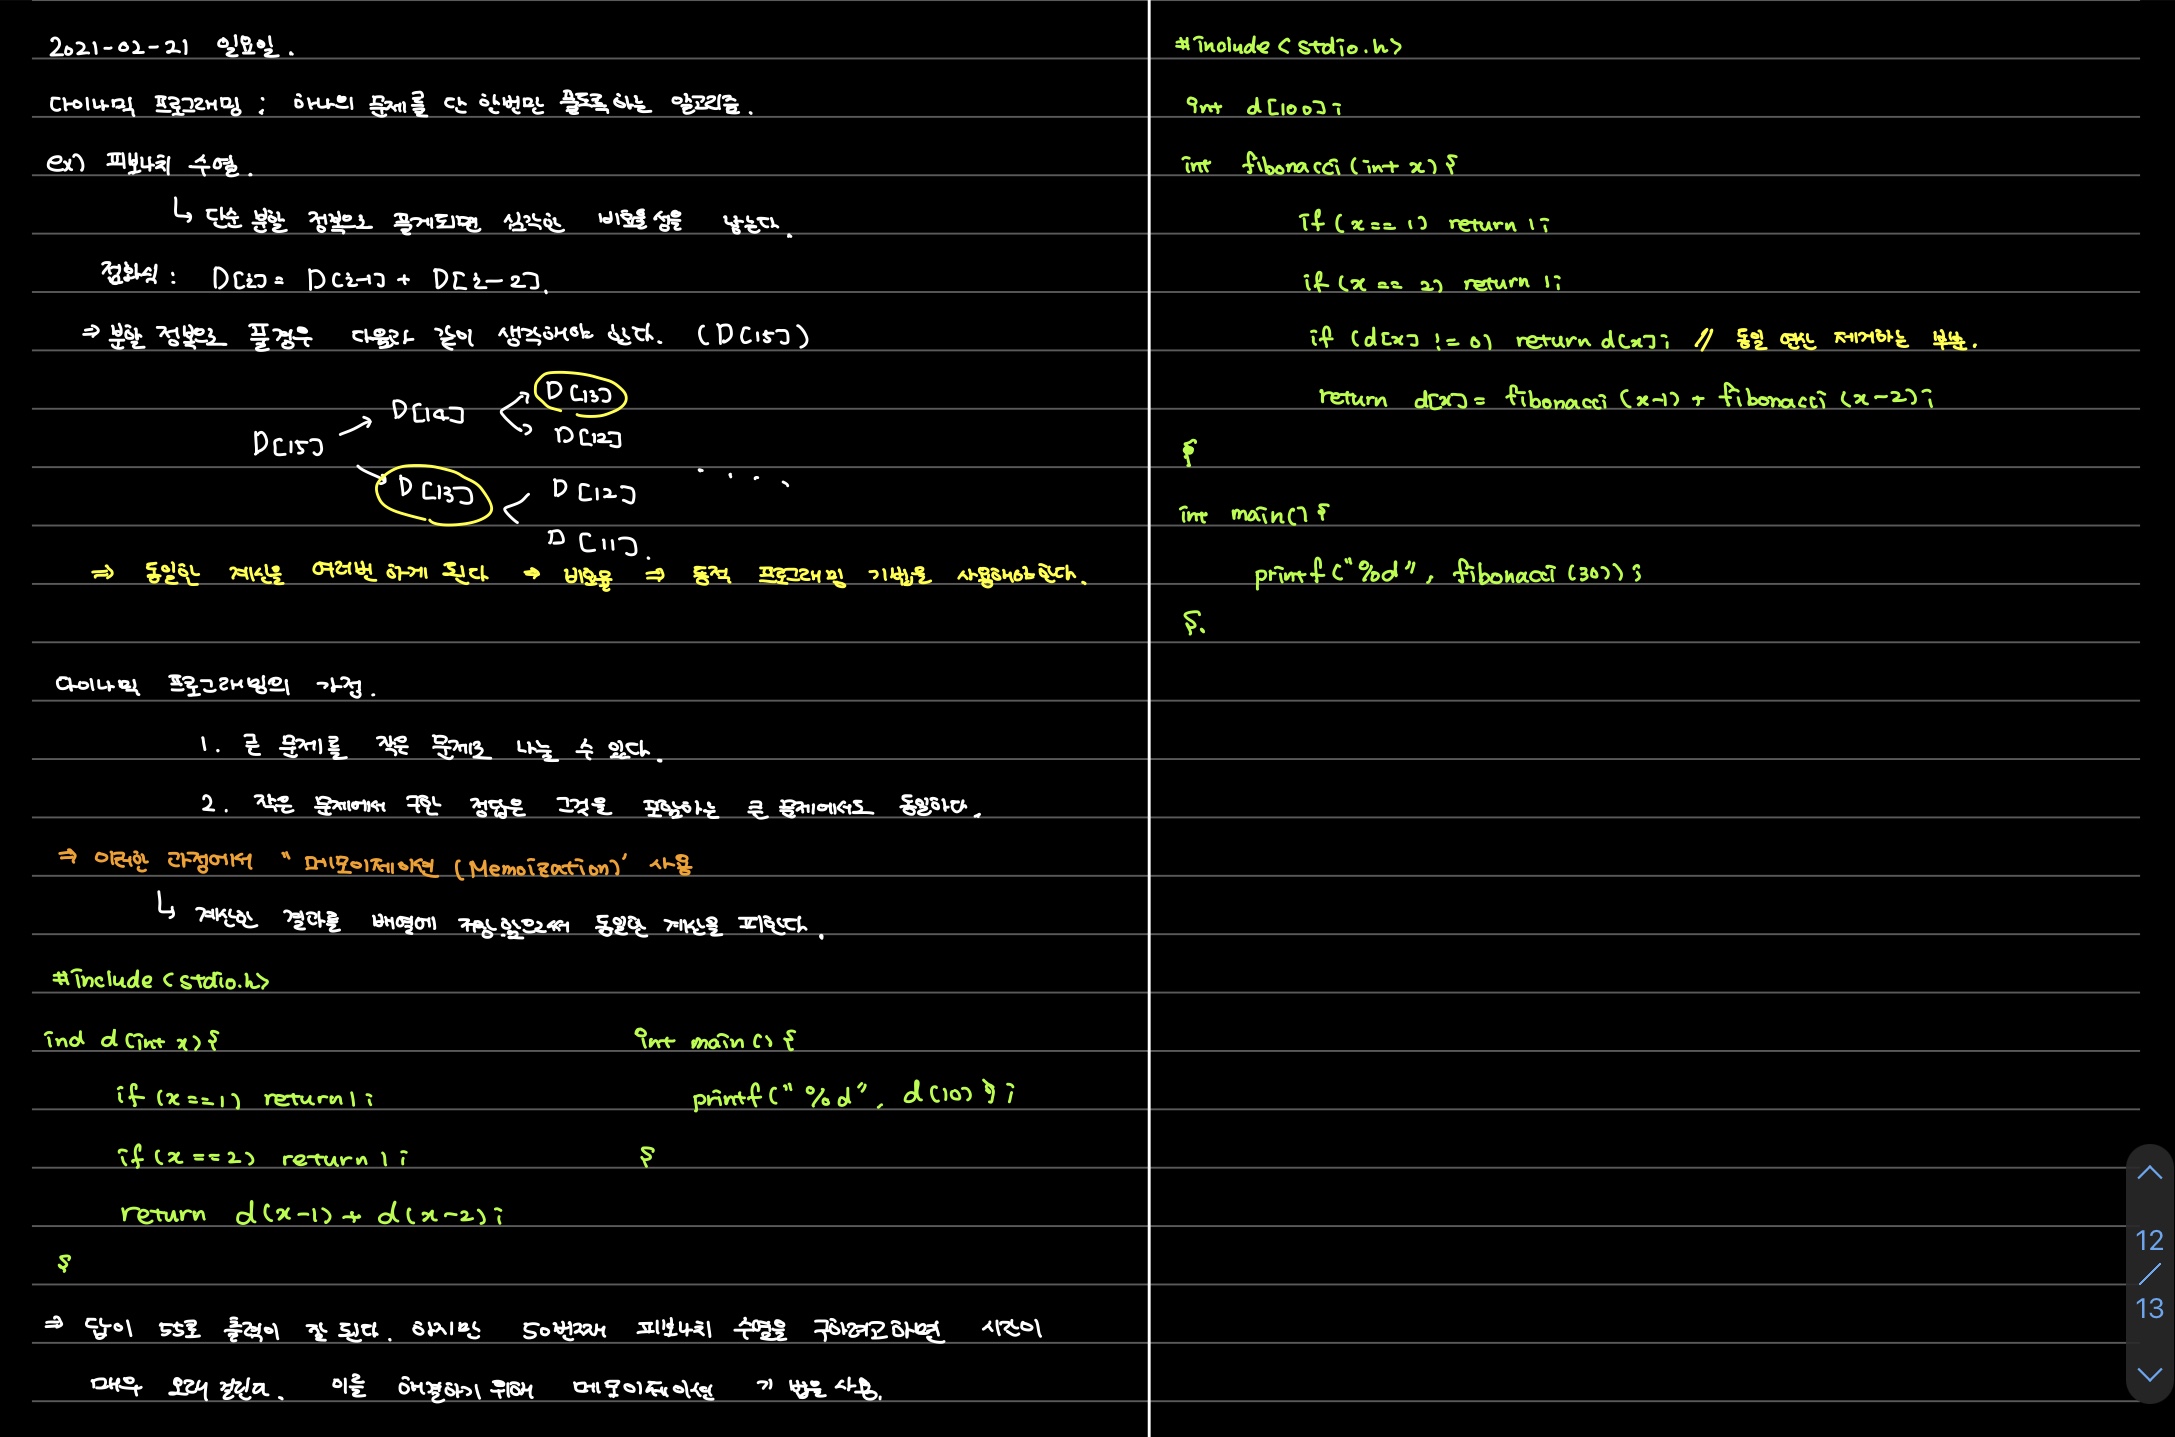 2021-02-21 일요일.
다이나믹 프로그래밍 : 하나의 문제를 단 한번만 풀도록 하는 알고리즘.
ex) 피보나치 수열.
↳ 단순 분할 정복으로 풀게되면 심각한 비효율성을 낳는다.
점화식 : D[i] = D[i-1] + D[i-2].
⇒ 분할 정복으로 풀경우 다음과 같이 생각해야 한다. (D[15])
D[15] → D[14] → D[13]
D[12]
D[13] < D[12] . . . .
D[11].
⇒ 동일한 계산을 여러번 하게 된다 → 비효율 ⇒ 동적 프로그래밍 기법을 사용해야한다.
다이나믹 프로그래밍의 가정.
1. 큰 문제를 작은 문제로 나눌 수 있다.
2. 작은 문제에서 구한 정답은 그것을 포함하는 큰 문제에서도 동일하다.
⇒ 이러한 과정에서 "메모이제이션 (Memoization)' 사용
↳ 계산한 결과를 배열에 저장함으로써 동일한 계산을 피한다.
#include <stdio.h>
ind d(int x) {
if (x==1) return 1;
if (x==2) return 1;
return d(x-1) + d(x-2);
}
int main() {
printf("%d", d(10));
}
⇒ 답이 55로 출력이 잘 된다. 하지만 50번째 피보나치 수열을 구하려고하면 시간이
매우 오래 걸린다. 이를 해결하기 위해 메모이제이션 기법을 사용.
#include <stdio.h>
int d[100];
int fibonacci (int x) {
if (x == 1) return 1;
if (x == 2) return 1;
if (d[x] != 0) return d[x]; // 동일 연산 제거하는 부분.
return d[x] = fibonacci (x-1) + fibonacci (x-2);
}
int main() {
printf("%d", fibonacci (30));
}.
12
/
13